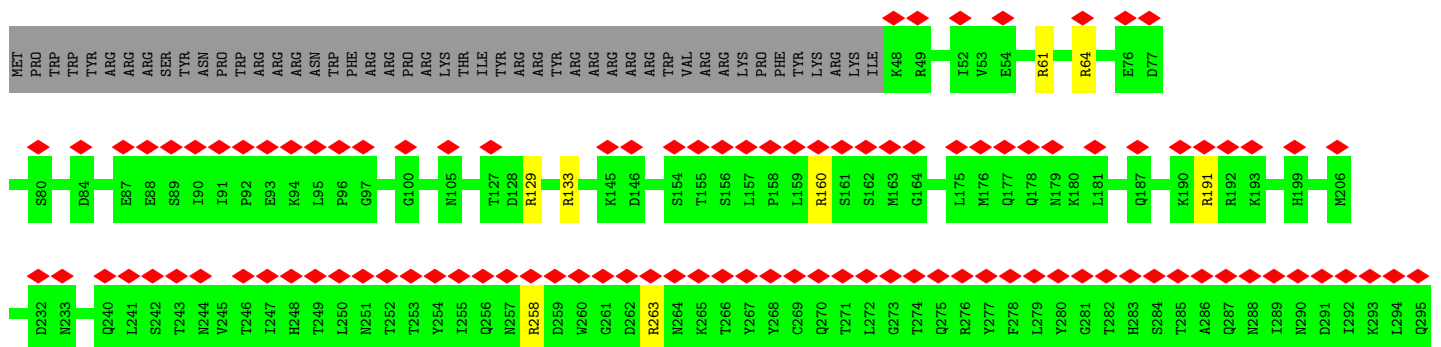 MET PRO TRP TRP TYR ARG ARG ARG SER TYR ASN PRO TRP ARG ARG ARG ASN TRP PHE ARG ARG PRO ARG LYS THR ILE TYR ARG ARG TYR ARG ARG ARG ARG ARG TRP VAL ARG ARG LYS PRO PHE TYR LYS ARG LYS ILE K48 R49 I52 V53 E54 R61 R64 E76 D77
S80 D84 E87 E88 S89 I90 I91 P92 E93 K94 L95 P96 G97 G100 N105 T127 D128 R129 R133 K145 D146 S154 T155 S156 L157 P158 L159 R160 S161 S162 M163 G164 L175 M176 Q177 Q178 N179 K180 L181 Q187 K190 R191 R192 K193 H199 M206
D232 N233 Q240 L241 S242 T243 N244 V245 T246 I247 H248 T249 L250 N251 T252 T253 Y254 I255 Q256 N257 R258 D259 W260 G261 D262 R263 N264 K265 T266 Y267 Y268 C269 Q270 T271 L272 G273 T274 Q275 R276 Y277 F278 L279 Y280 G281 T282 H283 S284 T285 A286 Q287 N288 I289 N290 D291 I292 K293 L294 Q295